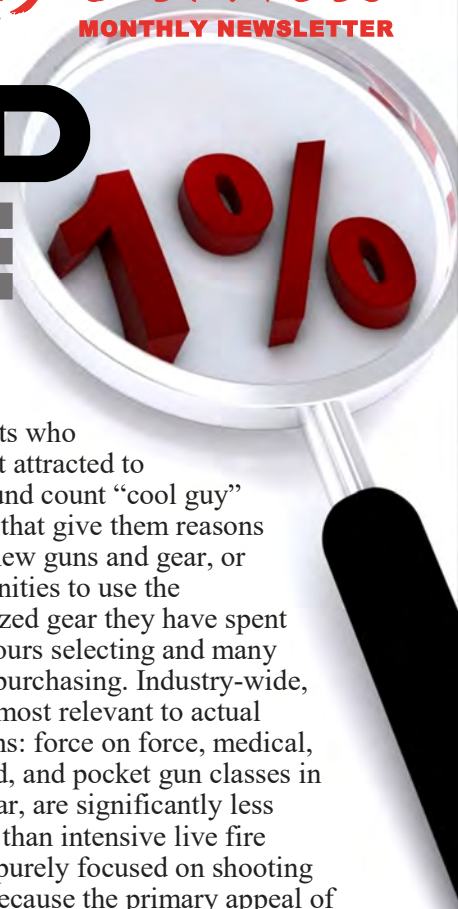 MONTHLY NEWSLETTER
D
E
1%
ts who
t attracted to
und count “cool guy”
that give them reasons
ew guns and gear, or
nities to use the
zed gear they have spent
ours selecting and many
purchasing. Industry-wide,
most relevant to actual
ns: force on force, medical,
d, and pocket gun classes in
ar, are significantly less
than intensive live fire
purely focused on shooting
ecause the primary appeal of